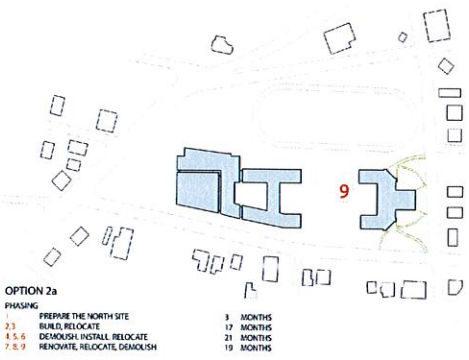 9
OPTION 2a
PHASING
1 PREPARE THE NORTH SITE 3 MONTHS
2,3 BUILD, RELOCATE 17 MONTHS
4, 5, 6 DEMOLISH, INSTALL, RELOCATE 21 MONTHS
7, 8, 9 RENOVATE, RELOCATE, DEMOLISH 19 MONTHS